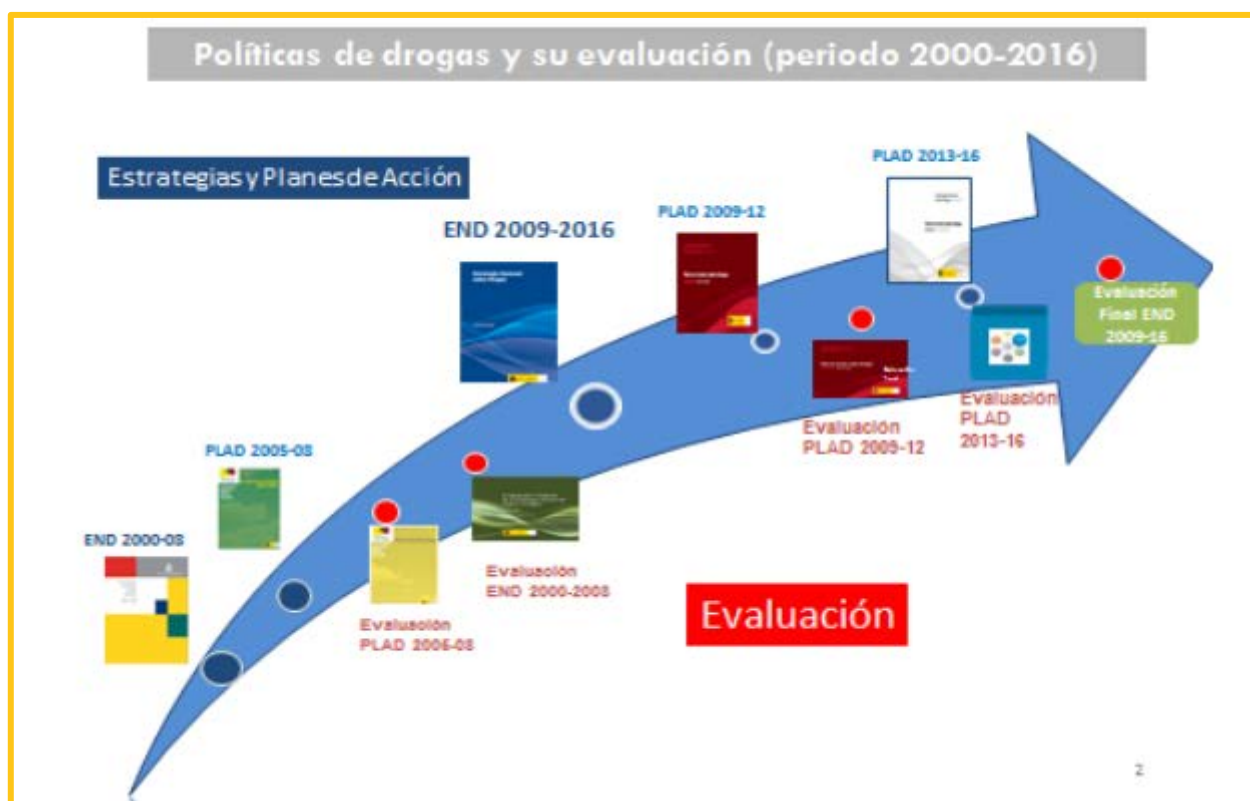 Políticas de drogas y su evaluación (periodo 2000-2016)
Estrategias y Planes de Acción
PLAD 2013-16
PLAD 2009-12
END 2009-2016
PLAD 2005-08
END 2000-08
Evaluación
Final END
2009-16
Evaluación
PLAD
2013-16
Evaluación
PLAD 2009-12
Evaluación
END 2000-2008
Evaluación
PLAD 2005-08
Evaluación
2